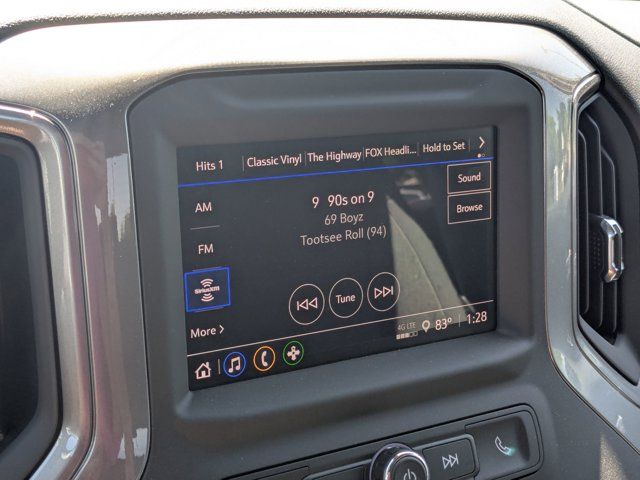 Hits 1 Classic Vinyl The Highway FOX Headli... Hold to Set
AM
9 90s on 9
Sound
69 Boyz
Browse
FM
Tootsee Roll (94)
SiriusXM
Tune
More
4G LTE
83° 1:28